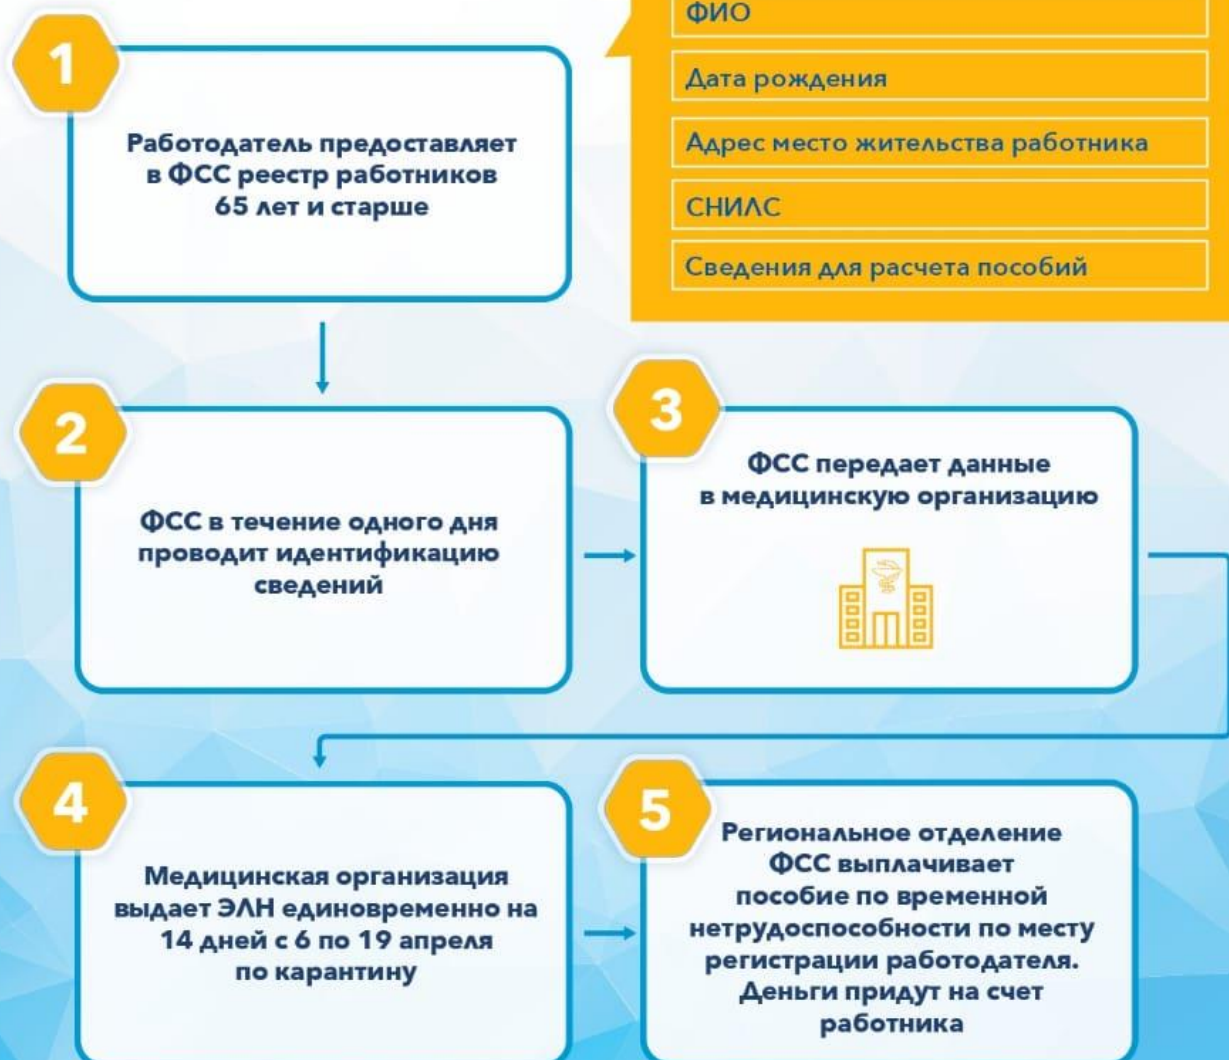 1
Работодатель предоставляет
в ФСС реестр работников
65 лет и старше
ФИО
Дата рождения
Адрес место жительства работника
СНИЛС
Сведения для расчета пособий
2
ФСС в течение одного дня
проводит идентификацию
сведений
3
ФСС передает данные
в медицинскую организацию
4
Медицинская организация
выдает ЭЛН единовременно на
14 дней с 6 по 19 апреля
по карантину
5
Региональное отделение
ФСС выплачивает
пособие по временной
нетрудоспособности по месту
регистрации работодателя.
Деньги придут на счет
работника